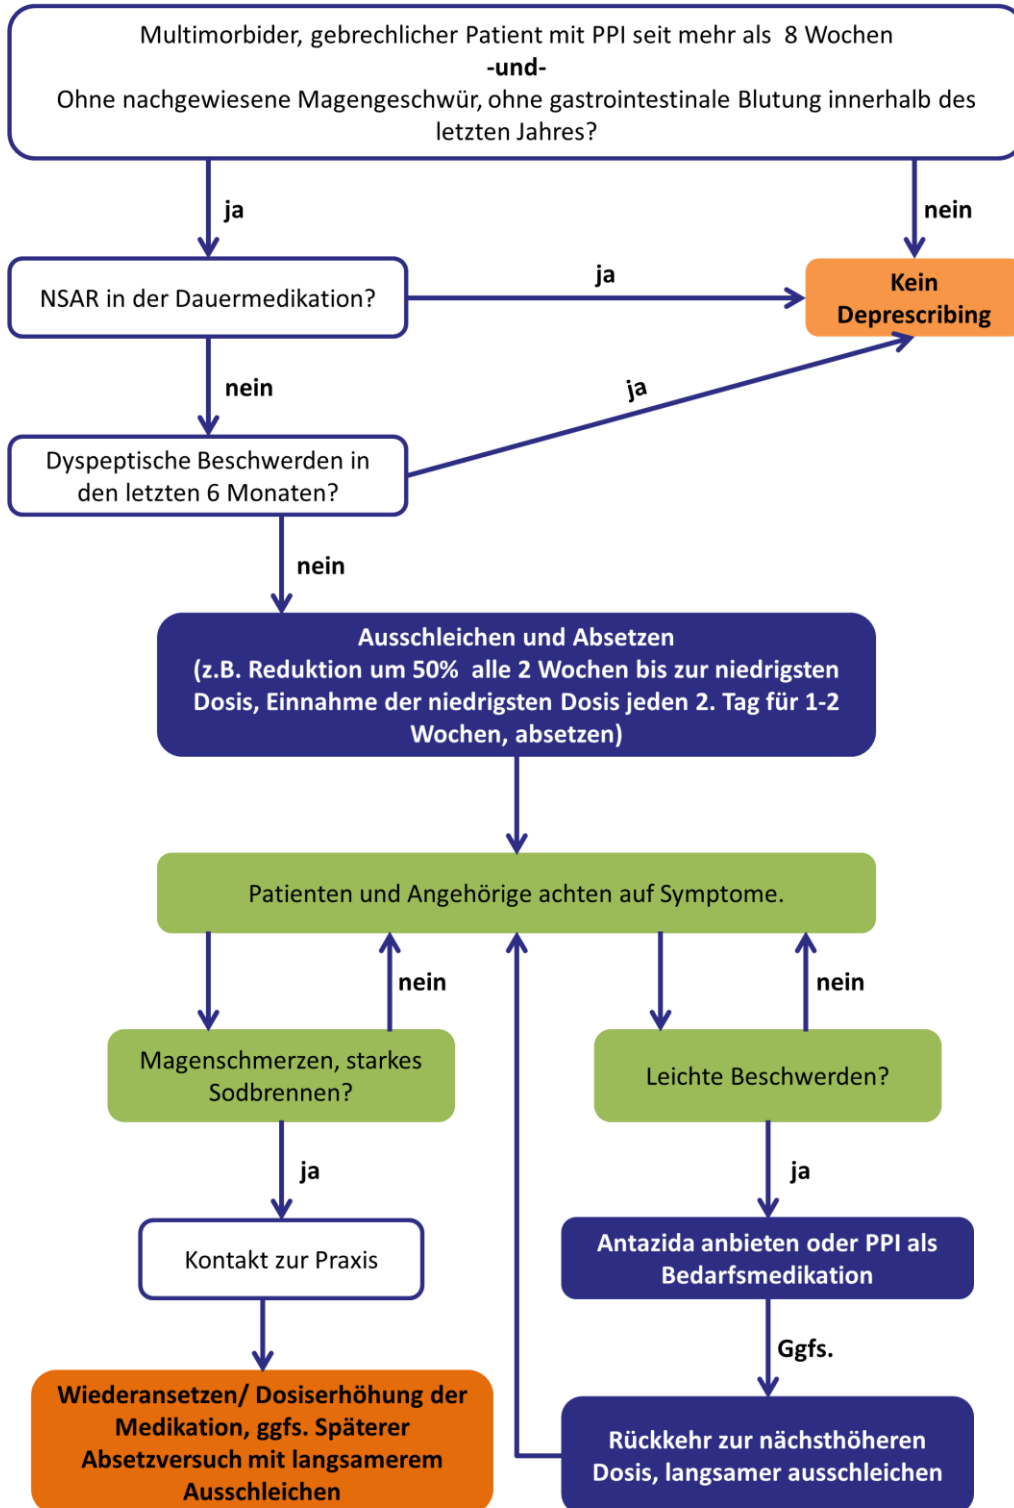 Multimorbider, gebrechlicher Patient mit PPI seit mehr als 8 Wochen
-und-
Ohne nachgewiesene Magengeschwür, ohne gastrointestinale Blutung innerhalb des
letzten Jahres?
ja
nein
NSAR in der Dauermedikation?
ja
Kein
Deprescribing
nein
ja
Dyspeptische Beschwerden in
den letzten 6 Monaten?
nein
Ausschleichen und Absetzen
(z.B. Reduktion um 50% alle 2 Wochen bis zur niedrigsten
Dosis, Einnahme der niedrigsten Dosis jeden 2. Tag für 1-2
Wochen, absetzen)
Patienten und Angehörige achten auf Symptome.
nein
nein
Magenschmerzen, starkes
Sodbrennen?
Leichte Beschwerden?
ja
ja
Kontakt zur Praxis
Antazida anbieten oder PPI als
Bedarfsmedikation
Ggfs.
Wiederansetzen/ Dosiserhöhung der
Medikation, ggfs. Späterer
Absetzversuch mit langsamerem
Ausschleichen
Rückkehr zur nächsthöheren
Dosis, langsamer ausschleichen